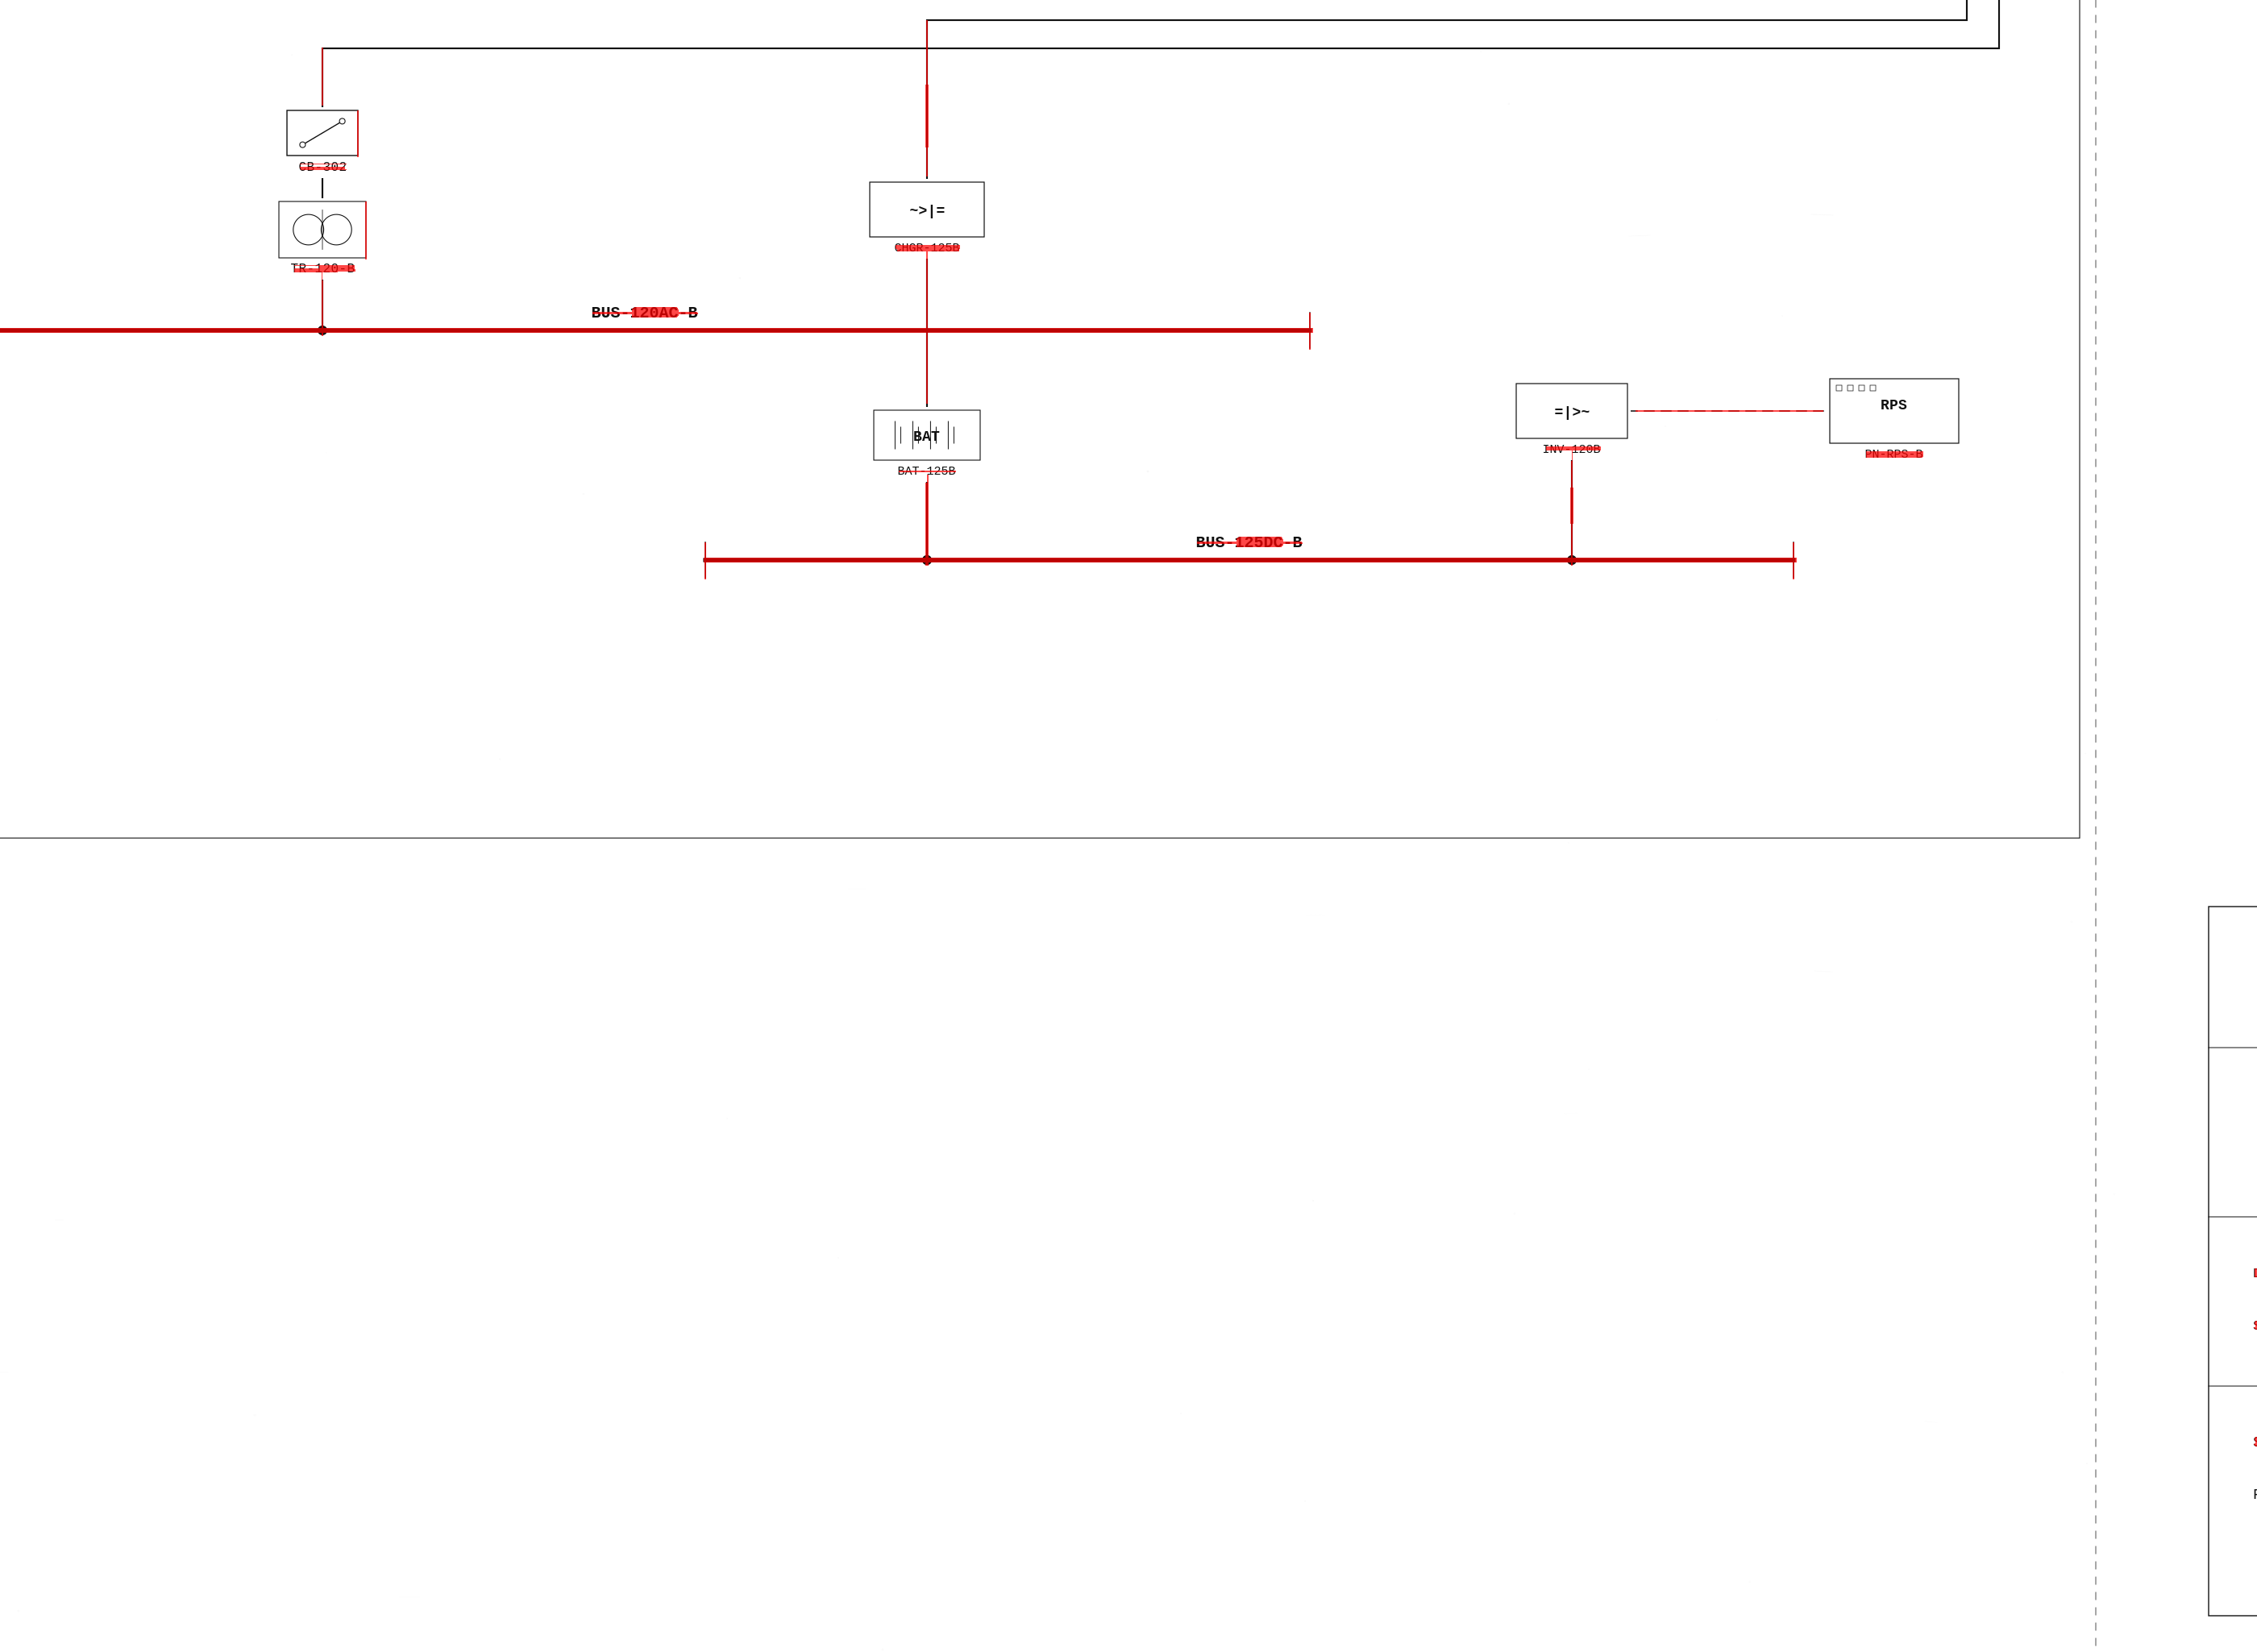 CB-302
~>|=
CHGR-125B
TR-120-B
BUS-120AC-B
=|>~
RPS
BAT
INV-120B
PN-RPS-B
BAT-125B
BUS-125DC-B